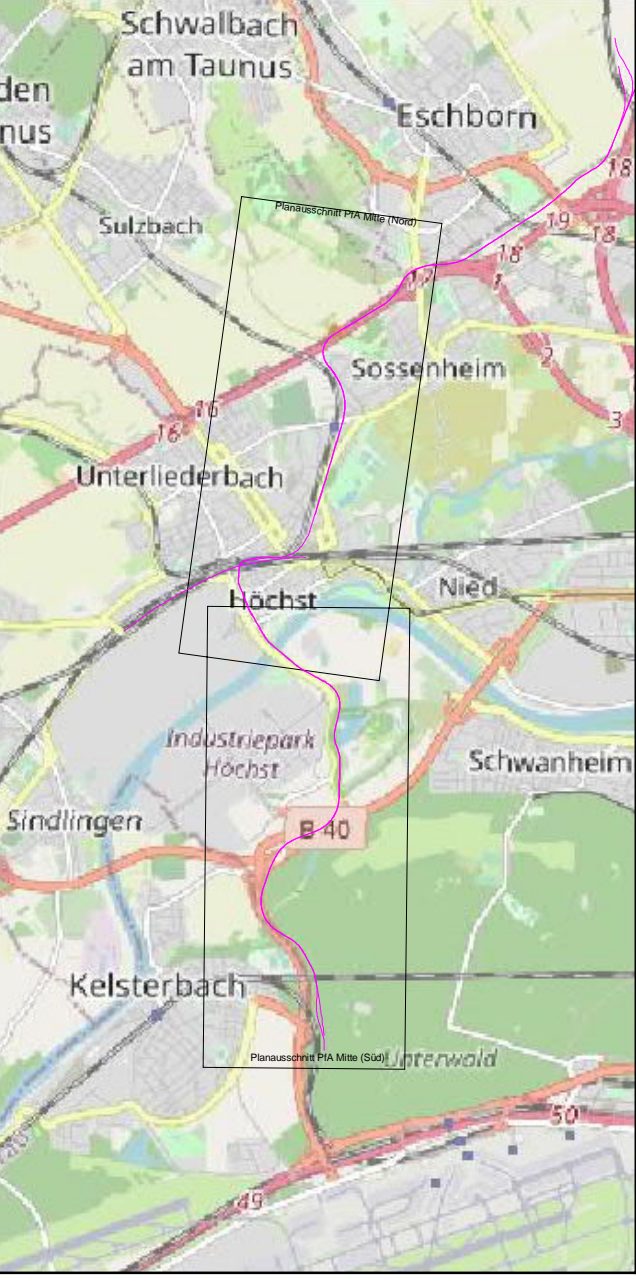 Schwalbach
am Taunus
den
nus
Eschborn
18
Planausschnitt PfA Mitte (Nord)
Sulzbach
19
18
18
17
1
2
Sossenheim
3
16
16
Unterliederbach
Nied
Höchst
Industriepark
Höchst
Schwanheim
Sindlingen
B 40
Kelsterbach
Planausschnitt PfA Mitte (Süd)
Unterwald
50
49